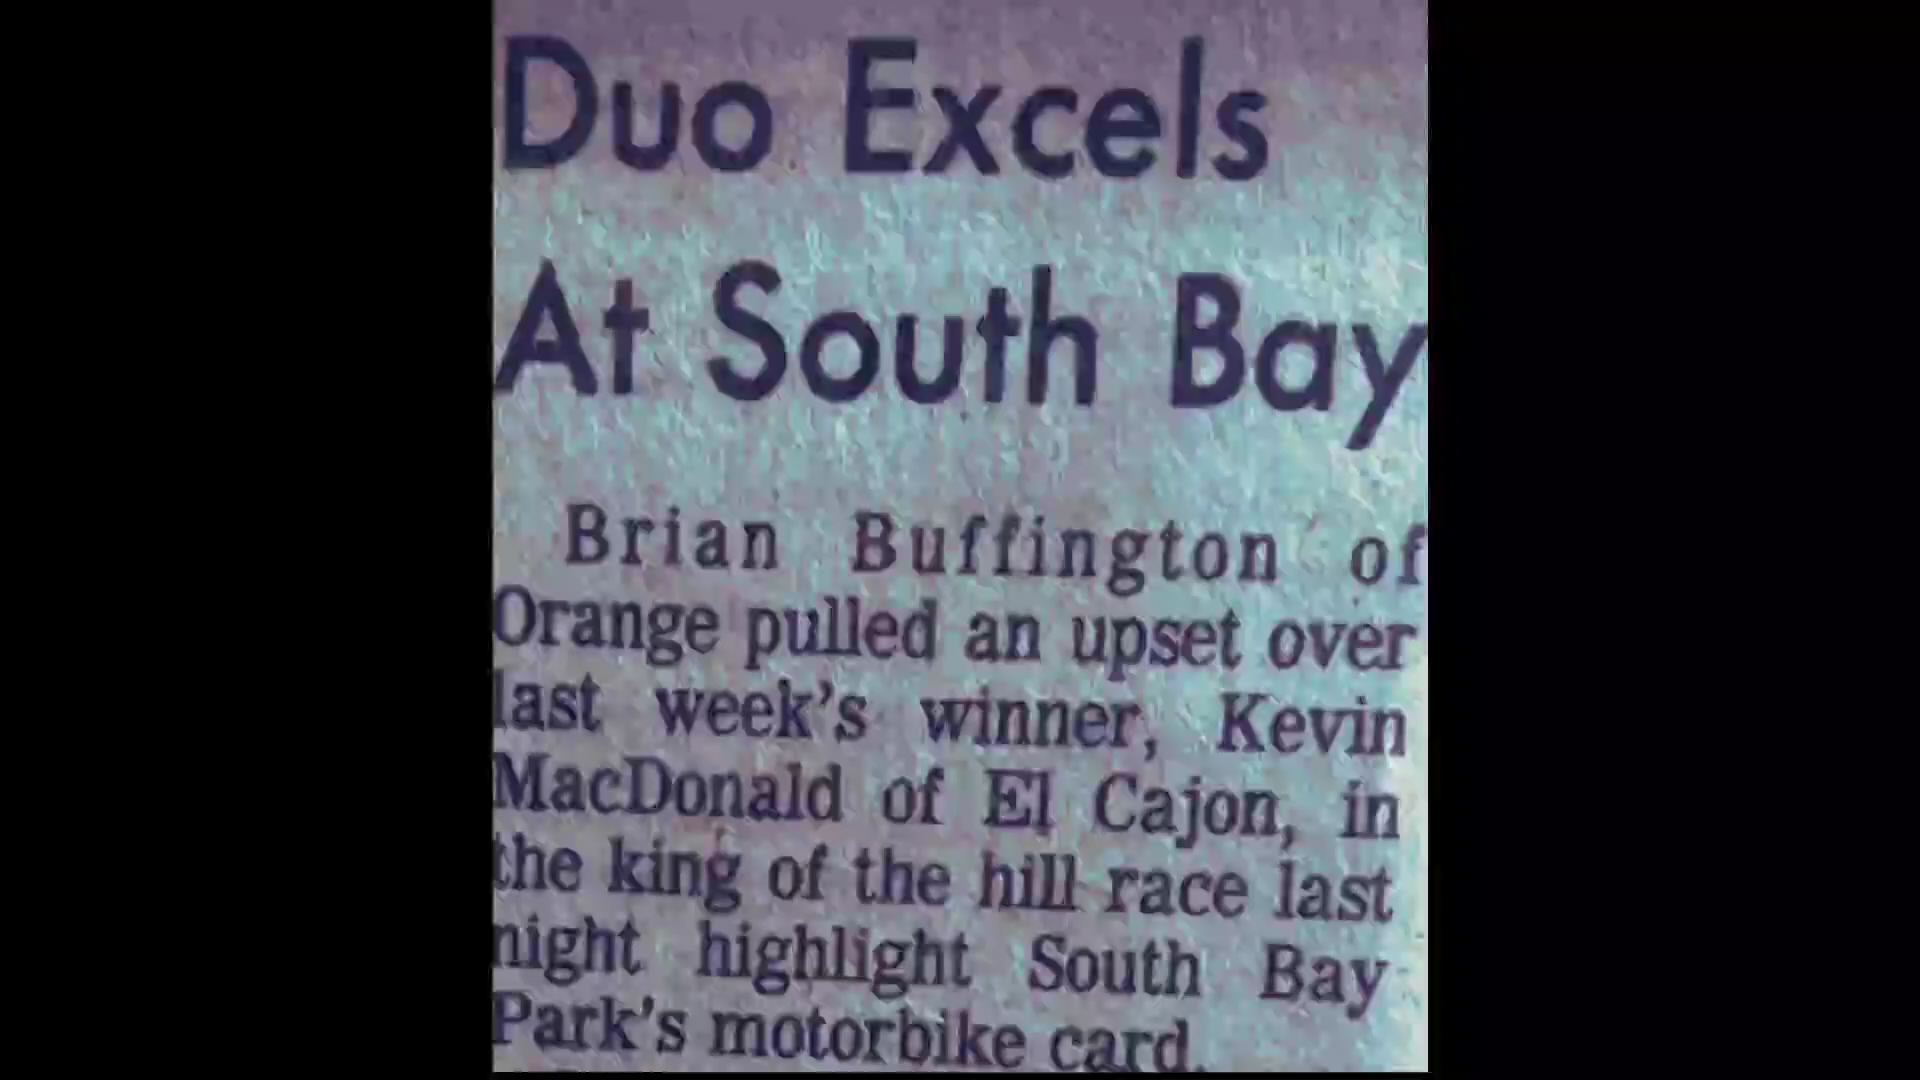 Duo Excels
At South Bay
Brian Buffington of
Orange pulled an upset over
last week's winner, Kevin
MacDonald of El Cajon, in
the king of the hill race last
night highlight South Bay
Park's motorbike card.